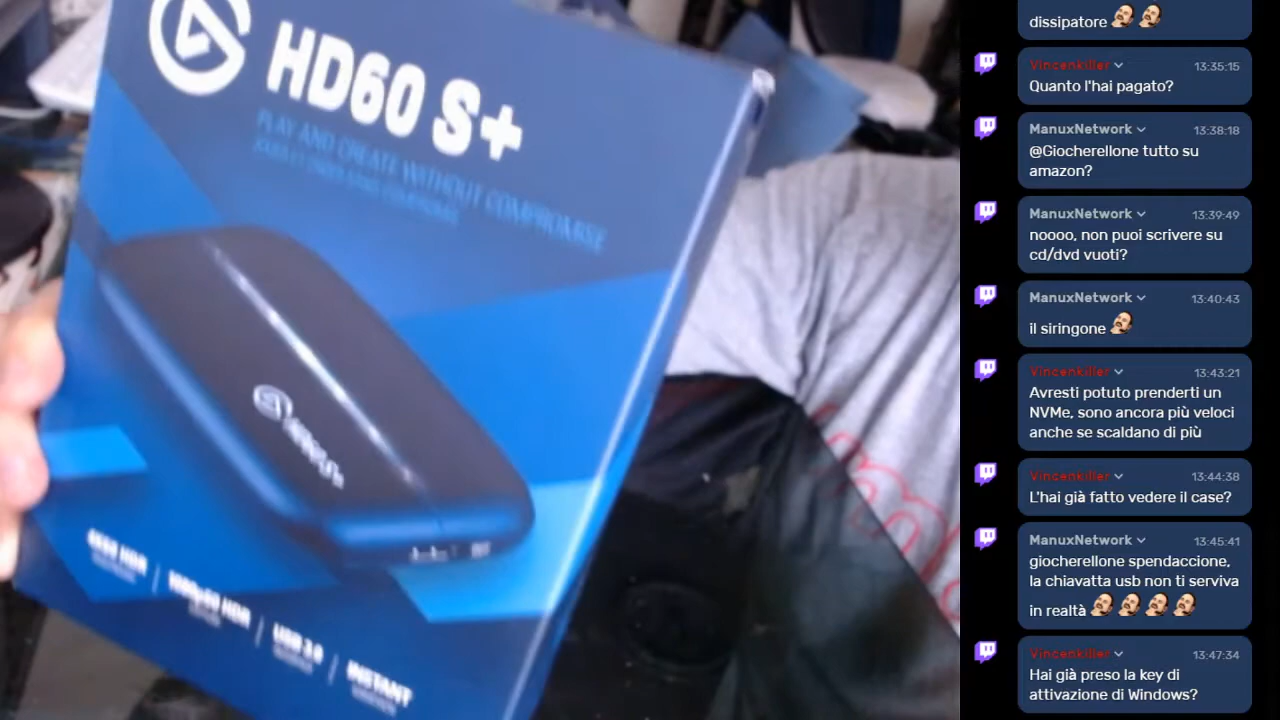 HD60 S+
PLAY AND CREATE WITHOUT COMPROMISE
USB 3.0
INSTANT
dissipatore
Vincenkiller 13:35:15
Quanto l'hai pagato?
ManuxNetwork 13:38:18
@Giocherellone tutto su
amazon?
ManuxNetwork 13:39:49
noooo, non puoi scrivere su
cd/dvd vuoti?
ManuxNetwork 13:40:43
il siringone
Vincenkiller 13:43:21
Avresti potuto prenderti un
NVMe, sono ancora più veloci
anche se scaldano di più
Vincenkiller 13:44:38
L'hai già fatto vedere il case?
ManuxNetwork 13:45:41
giocherellone spendaccione,
la chiavatta usb non ti serviva
in realtà
Vincenkiller 13:47:34
Hai già preso la key di
attivazione di Windows?